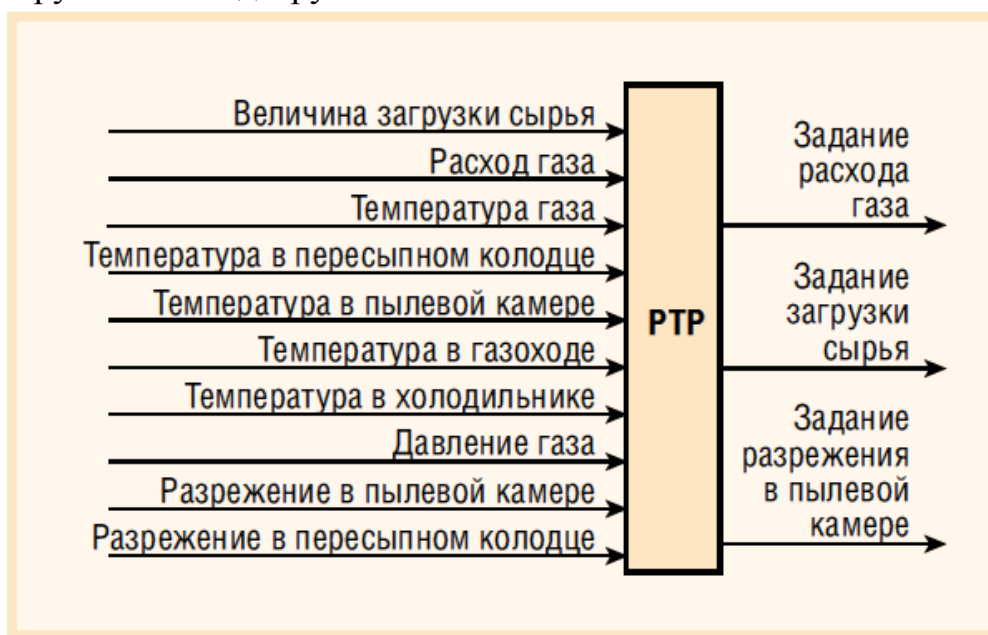 Величина загрузки сырья
Расход газа
Температура газа
Температура в пересыпном колодце
Температура в пылевой камере
Температура в газоходе
Температура в холодильнике
Давление газа
Разрежение в пылевой камере
Разрежение в пересыпном колодце
РТР
Задание
расхода
газа
Задание
загрузки
сырья
Задание
разрежения
в пылевой
камере